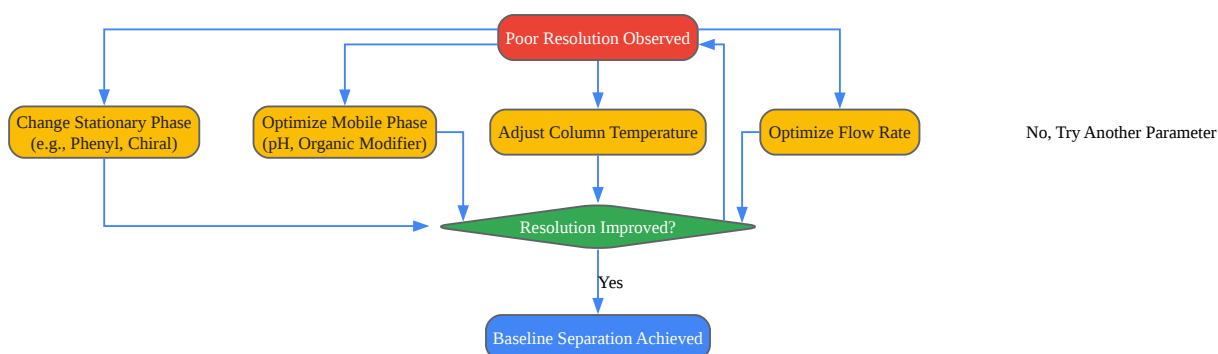 Poor Resolution Observed
Change Stationary Phase
(e.g., Phenyl, Chiral)
Optimize Mobile Phase
(pH, Organic Modifier)
Adjust Column Temperature
Optimize Flow Rate
No, Try Another Parameter
Resolution Improved?
Yes
Baseline Separation Achieved